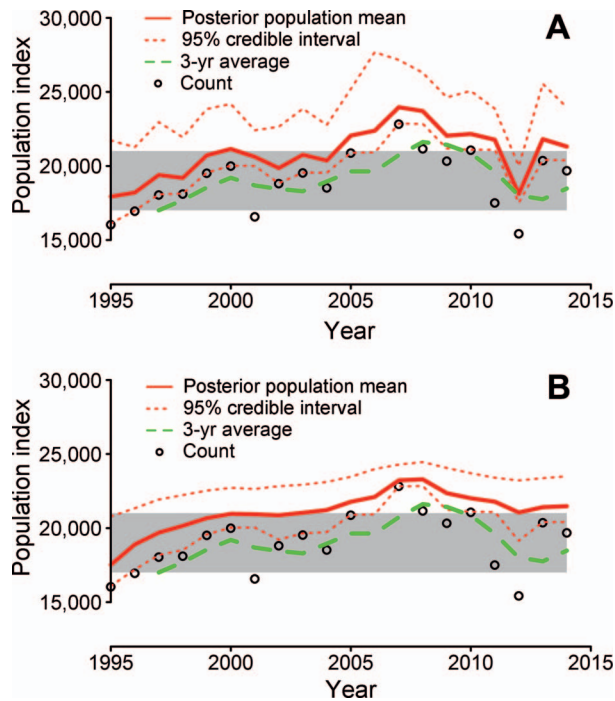 30,000
25,000
20,000
15,000
Population index
Posterior population mean
95% credible interval
3-yr average
Count
A
1995
2000
2005
2010
2015
Year
30,000
25,000
20,000
15,000
Population index
Posterior population mean
95% credible interval
3-yr average
Count
B
1995
2000
2005
2010
2015
Year